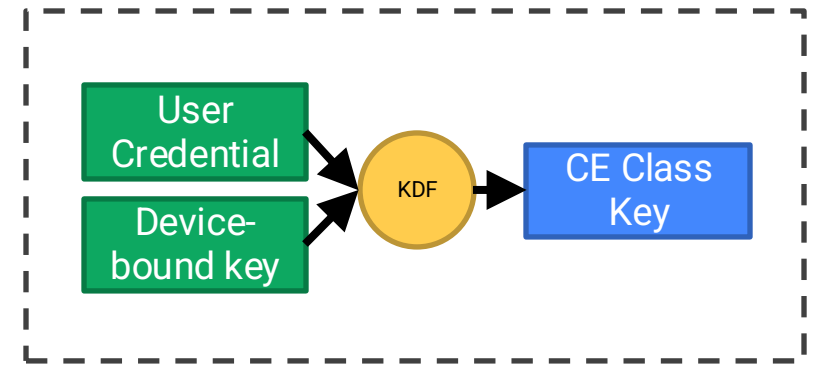 User
Credential
Device-
bound key
KDF
CE Class
Key